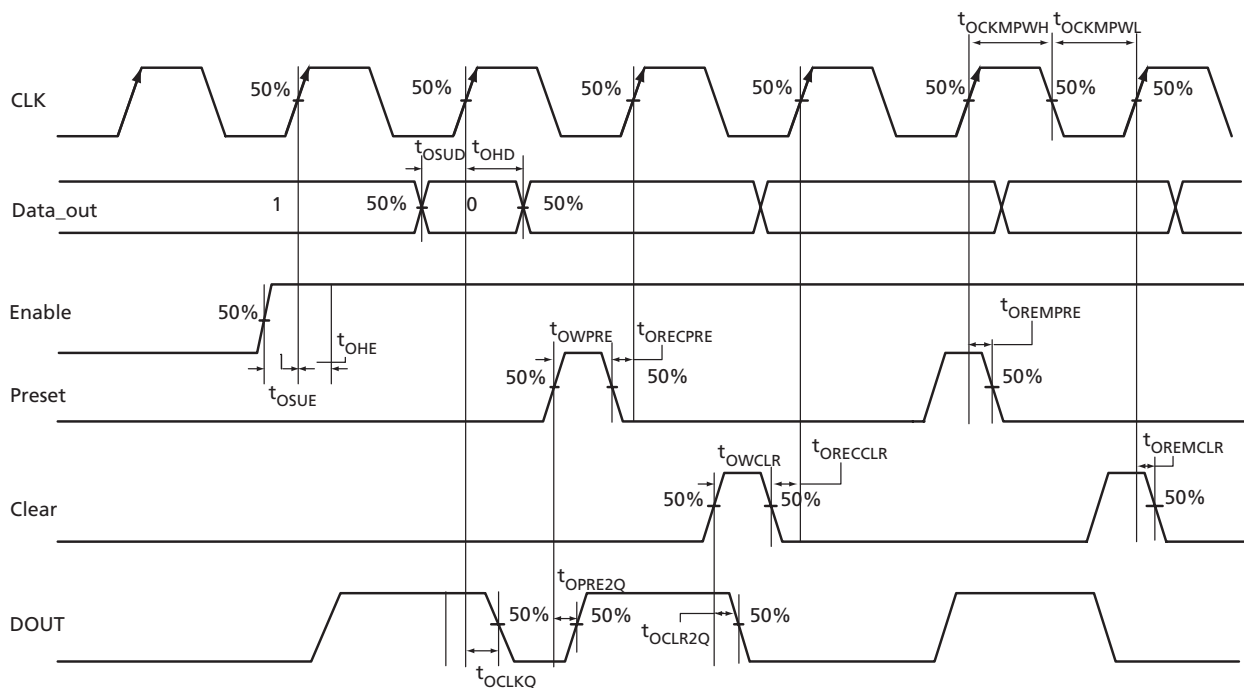 tOCKMPWH tOCKMPWL
CLK
50% 50% 50% 50% 50% 50% 50%
tOSUD tOHD
Data_out
1 50% 0 50%
Enable
50%
tOHE
tOSUE
tOWPRE tORECPRE
tOREMPRE
Preset
50% 50% 50%
tOWCLR tORECCLR
tOREMCLR
Clear
50% 50% 50%
tOPRE2Q
DOUT
50% 50% tOCLR2Q 50%
tOCLKQ